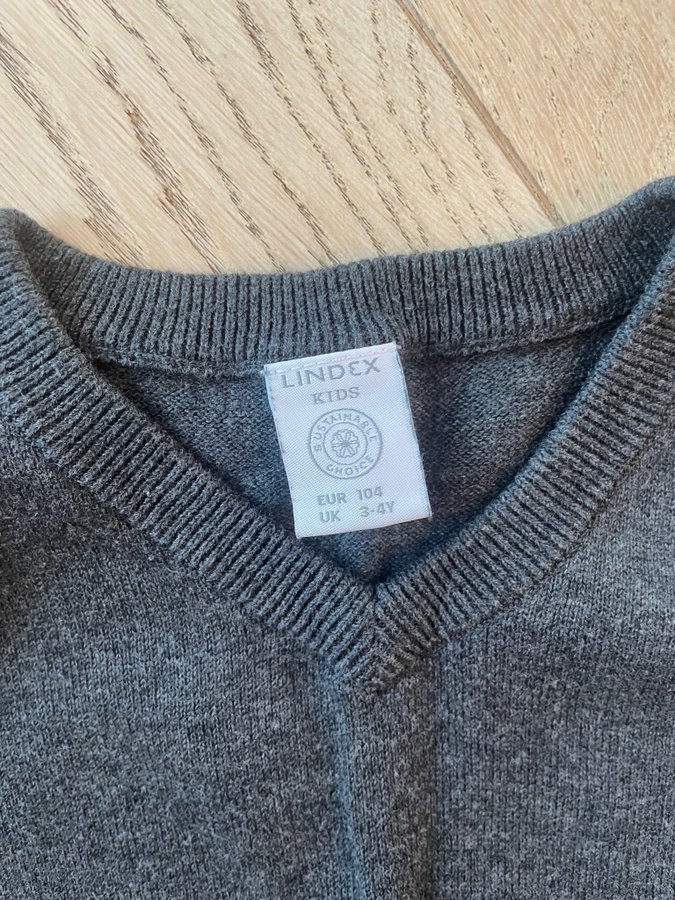 LINDEX
KIDS
SUSTAINABLE
CHOICE
EUR 104
UK 3-4Y